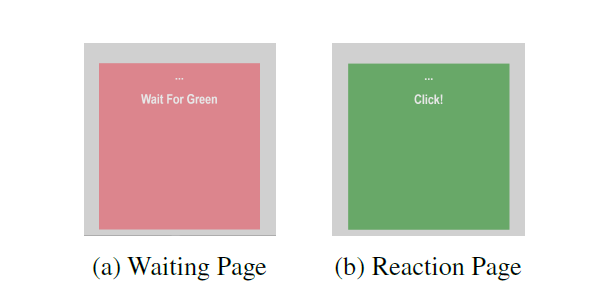 ...
Wait For Green
(a) Waiting Page
...
Click!
(b) Reaction Page